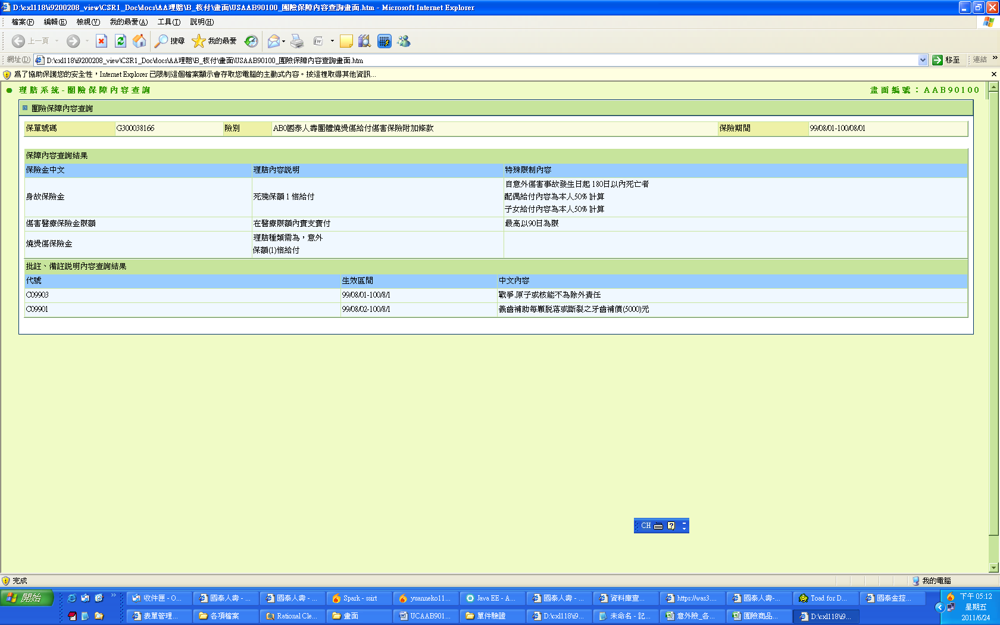 D:\cxl118\i9200208_view\CSR1_Doc\docs\AA理賠\B_核付\畫面\USAAB90100_團險保障內容查詢畫面.htm - Microsoft Internet Explorer
檔案(F) 編輯(E) 檢視(V) 我的最愛(A) 工具(T) 說明(H)
上一頁 搜尋 我的最愛
網址(D) D:\cxl118\i9200208_view\CSR1_Doc\docs\AA理賠\B_核付\畫面\USAAB90100_團險保障內容查詢畫面.htm 移至 連結 »
為了協助保護您的安全性，Internet Explorer 已限制這個檔案顯示會存取您電腦的主動式內容。按這裡取得其他資訊...
理賠系統-團險保障內容查詢 畫面編號：AAB90100
團險保障內容查詢
保單號碼 G300038166 險別 AB0國泰人壽團體燒燙傷給付傷害保險附加條款 保險期間 99/08/01-100/08/01
保障內容查詢結果
保險金中文 理賠內容說明 特殊限制內容
身故保險金 死殘保額 1 倍給付 自意外傷害事故發生日起 180日以內死亡者
配偶給付內容為本人50% 計算
子女給付內容為本人50% 計算
傷害醫療保險金限額 在醫療限額內實支實付 最高以90日為限
燒燙傷保險金 理賠種類需為，意外
保額(1)倍給付
批註、備註說明內容查詢結果
代號 生效區間 中文內容
C09903 99/08/01-100/8/1 戰爭.原子或核能不為除外責任
C09901 99/08/02-100/8/1 義齒補助每顆脫落或斷裂之牙齒補償(5000)元
CH
完成 我的電腦
開始 » 收件匣 - O... 國泰人壽 - ... 國泰人壽 - ... Spark - ssirt yuanneko11... Java EE - A... 國泰人壽 - ... 資料庫查... https://was3... 國泰人壽-... Toad for D... 國泰金控... 下午 05:12
表單管理... 各項檔案 Rational Cle... 畫面 UCAAB901... 單件驗證 D:\cxl118\i9... 未命名 - 記... 意外險_各... 團險商品... D:\cxl118\i9... 星期五
2011/6/24